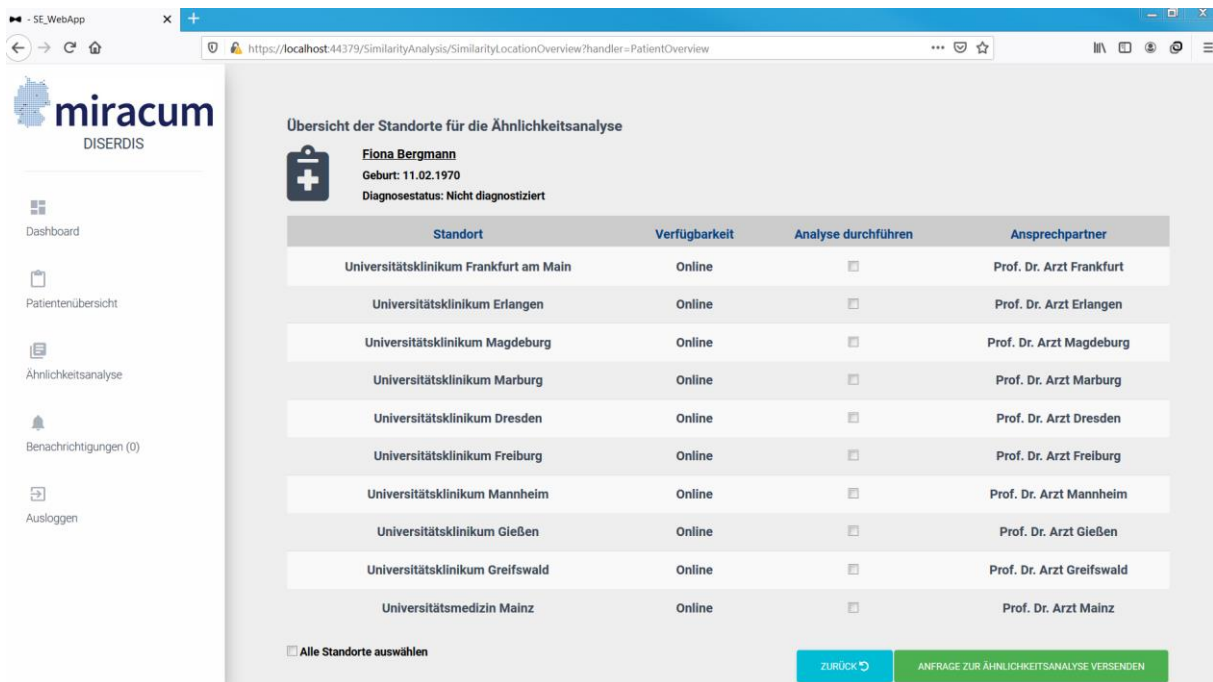 - SE_WebApp
https://localhost:44379/SimilarityAnalysis/SimilarityLocationOverview?handler=PatientOverview
miracum
DISERDIS
Dashboard
Patientenübersicht
Ähnlichkeitsanalyse
Benachrichtigungen (0)
Ausloggen
Übersicht der Standorte für die Ähnlichkeitsanalyse
Fiona Bergmann
Geburt: 11.02.1970
Diagnosestatus: Nicht diagnostiziert
Standort Verfügbarkeit Analyse durchführen Ansprechpartner
Universitätsklinikum Frankfurt am Main Online Prof. Dr. Arzt Frankfurt
Universitätsklinikum Erlangen Online Prof. Dr. Arzt Erlangen
Universitätsklinikum Magdeburg Online Prof. Dr. Arzt Magdeburg
Universitätsklinikum Marburg Online Prof. Dr. Arzt Marburg
Universitätsklinikum Dresden Online Prof. Dr. Arzt Dresden
Universitätsklinikum Freiburg Online Prof. Dr. Arzt Freiburg
Universitätsklinikum Mannheim Online Prof. Dr. Arzt Mannheim
Universitätsklinikum Gießen Online Prof. Dr. Arzt Gießen
Universitätsklinikum Greifswald Online Prof. Dr. Arzt Greifswald
Universitätsmedizin Mainz Online Prof. Dr. Arzt Mainz
Alle Standorte auswählen
ZURÜCK ANFRAGE ZUR ÄHNLICHKEITSANALYSE VERSENDEN